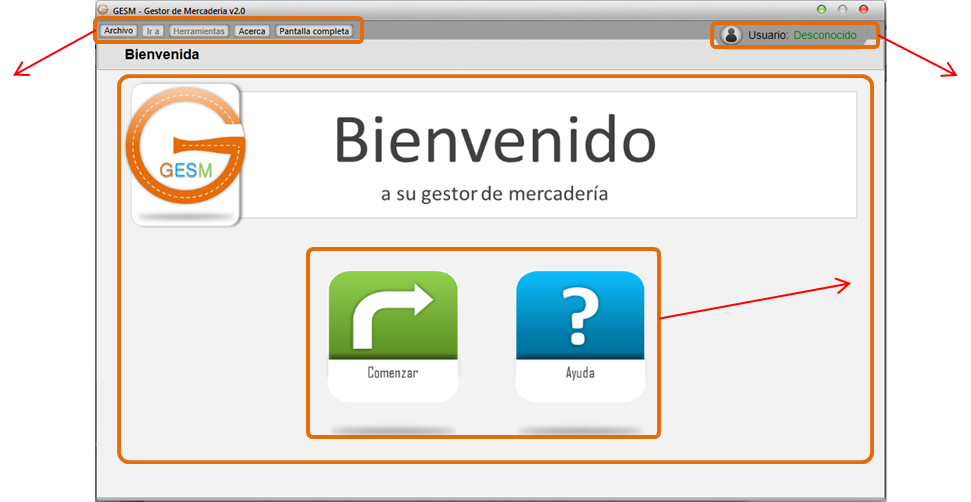 GESM - Gestor de Mercaderia v2.0
Archivo Ir a Herramientas Acerca Pantalla completa
Usuario: Desconocido
Bienvenida
GESM
Bienvenido
a su gestor de mercadería
Comenzar Ayuda